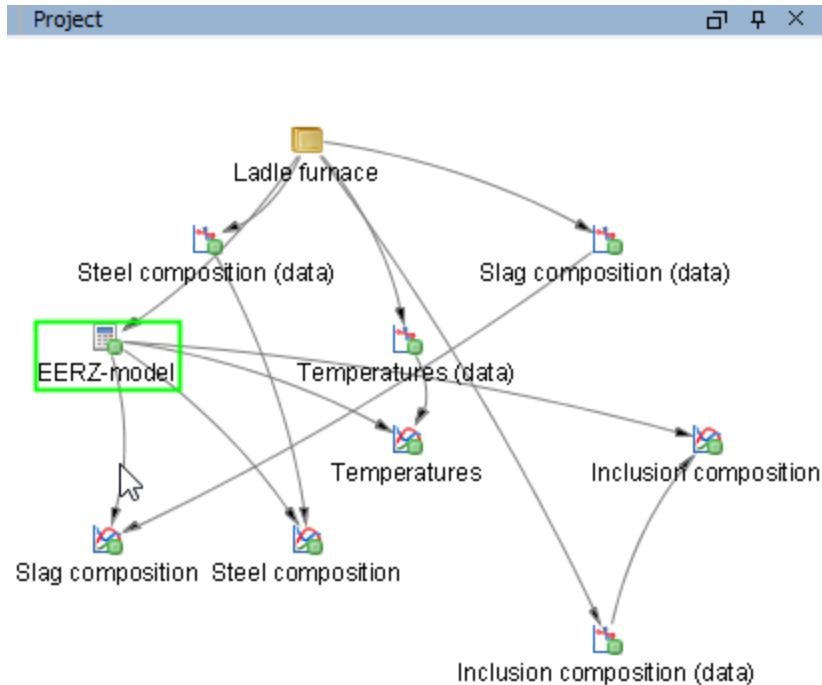 Project
Ladle furnace
Steel composition (data)
Slag composition (data)
EERZ-model
Temperatures (data)
Temperatures
Inclusion composition
Slag composition
Steel composition
Inclusion composition (data)